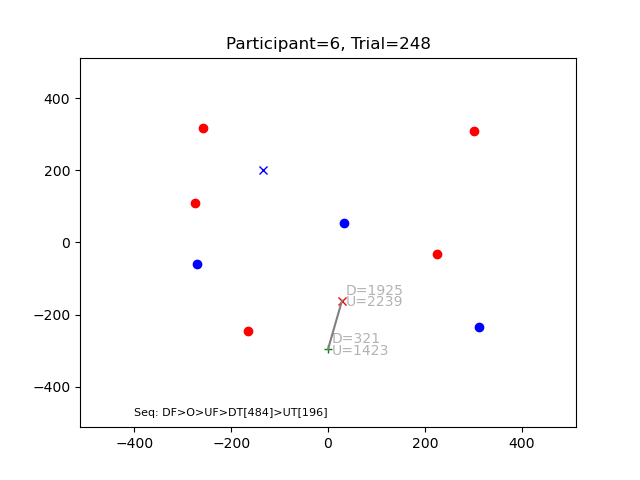 Participant=6, Trial=248
400
200
0
−200
−400
D=1925
U=2239
D=321
U=1423
Seq: DF>O>UF>DT[484]>UT[196]
−400
−200
0
200
400